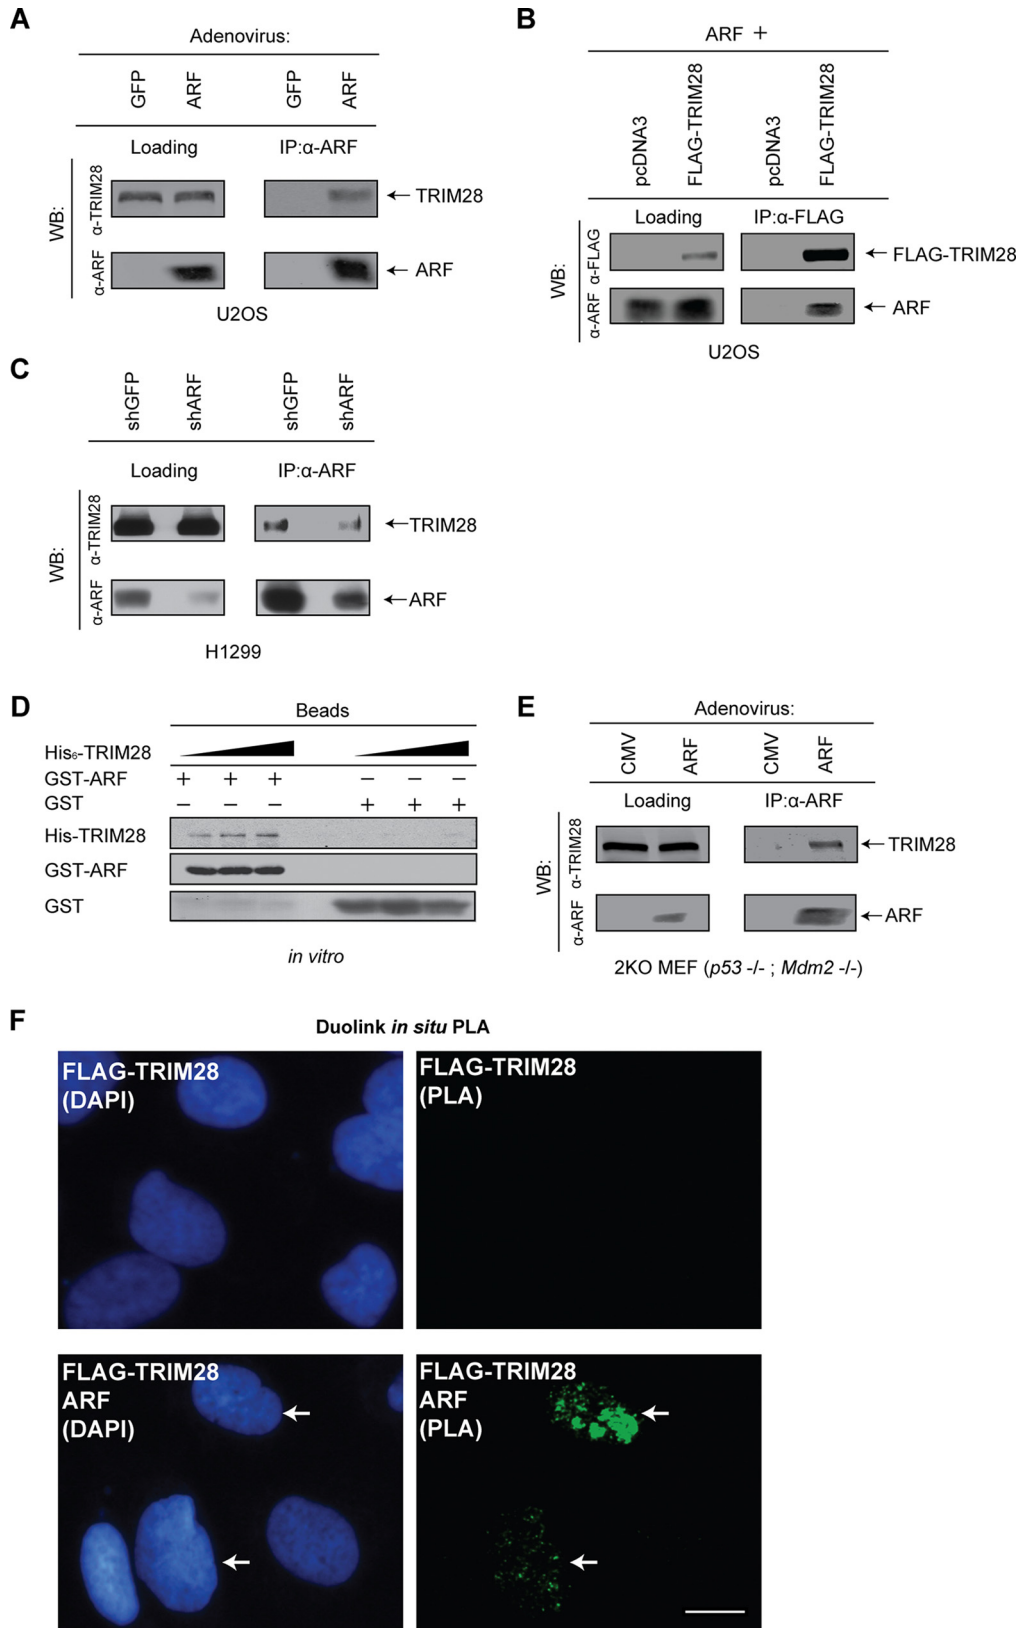 A
Adenovirus:
GFP ARF GFP ARF
Loading IP:α-ARF
WB: α-TRIM28 ←TRIM28
α-ARF ←ARF
U2OS
B
ARF +
pcDNA3 FLAG-TRIM28 pcDNA3 FLAG-TRIM28
Loading IP:α-FLAG
WB: α-FLAG ←FLAG-TRIM28
α-ARF ←ARF
U2OS
C
shGFP shARF shGFP shARF
Loading IP:α-ARF
WB: α-TRIM28 ←TRIM28
α-ARF ←ARF
H1299
D
Beads
His₆-TRIM28
GST-ARF + + + − − −
GST − − − + + +
His-TRIM28
GST-ARF
GST
in vitro
E
Adenovirus:
CMV ARF CMV ARF
Loading IP:α-ARF
WB: α-TRIM28 ←TRIM28
α-ARF ←ARF
2KO MEF (p53 -/- ; Mdm2 -/-)
F
Duolink in situ PLA
FLAG-TRIM28
(DAPI)
FLAG-TRIM28
(PLA)
FLAG-TRIM28
ARF
(DAPI)
FLAG-TRIM28
ARF
(PLA)